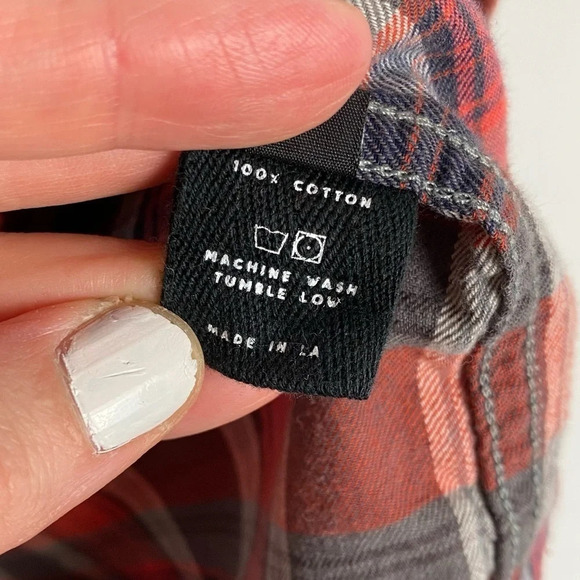 100% COTTON
MACHINE WASH
TUMBLE LOW
MADE IN LA